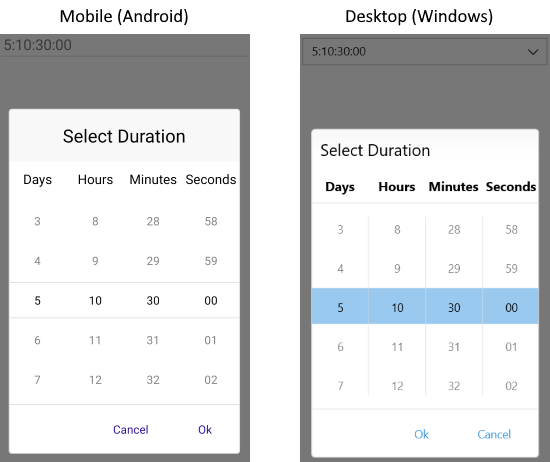 Mobile (Android)
5:10:30:00
Select Duration
Days Hours Minutes Seconds
3 8 28 58
4 9 29 59
5 10 30 00
6 11 31 01
7 12 32 02
Cancel Ok
Desktop (Windows)
5:10:30:00
Select Duration
Days Hours Minutes Seconds
3 8 28 58
4 9 29 59
5 10 30 00
6 11 31 01
7 12 32 02
Ok Cancel